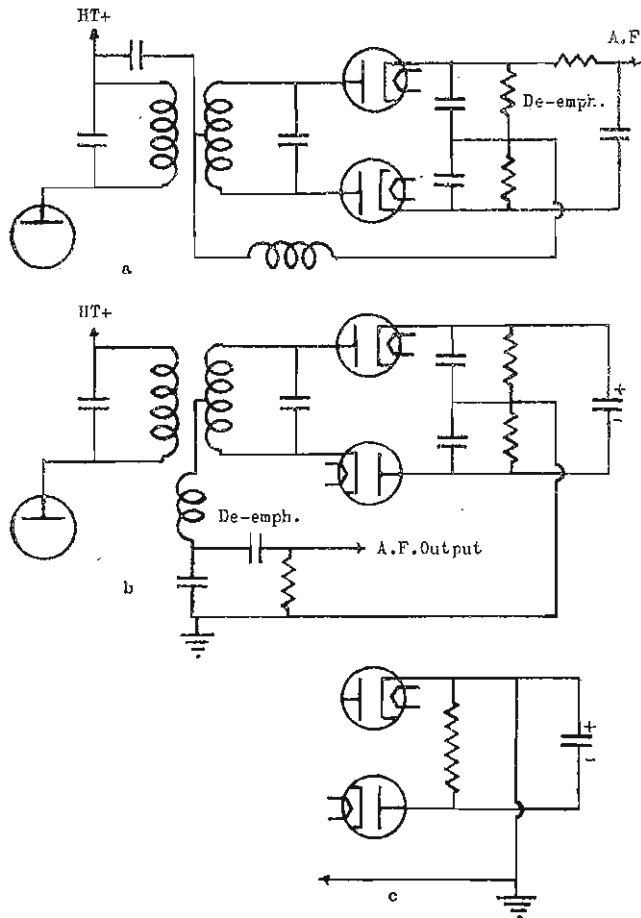 HT+
A.F
De-emph.
a
HT+
+
-
De-emph.
A.F.Output
b
+
-
c